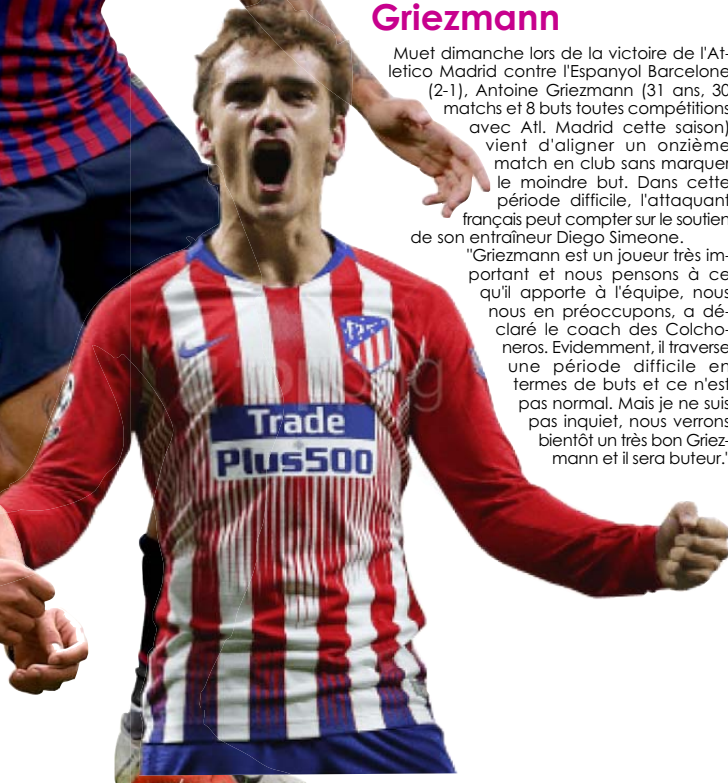 Griezmann
Muet dimanche lors de la victoire de l'At-
letico Madrid contre l'Espanyol Barcelone
(2-1), Antoine Griezmann (31 ans, 30
matchs et 8 buts toutes compétitions
avec Atl. Madrid cette saison)
vient d'aligner un onzième
match en club sans marquer
le moindre but. Dans cette
période difficile, l'attaquant
français peut compter sur le soutien
de son entraîneur Diego Simeone.
"Griezmann est un joueur très im-
portant et nous pensons à ce
qu'il apporte à l'équipe, nous
nous en préoccupons, a dé-
claré le coach des Colcho-
neros. Evidemment, il traverse
une période difficile en
termes de buts et ce n'est
pas normal. Mais je ne suis
pas inquiet, nous verrons
bientôt un très bon Griez-
mann et il sera buteur."
Trade
Plus500